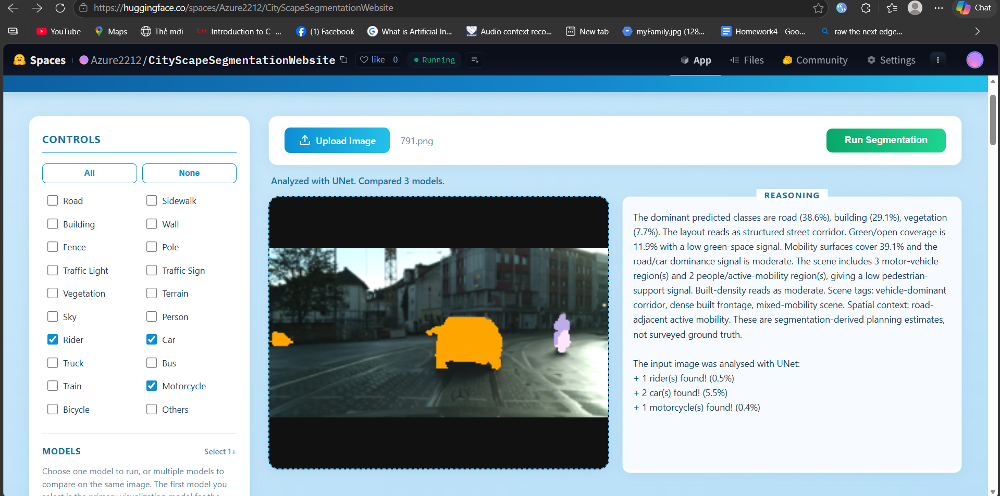 https://huggingface.co/spaces/Azure2212/CityScapeSegmentationWebsite
Chat
YouTube
Maps
Thẻ mới
C++ Introduction to C -...
(1) Facebook
What is Artificial In...
Audio context reco...
New tab
myFamily.jpg (128...
Homework4 - Goo...
raw the next edge...
Spaces
Azure2212/CityScapeSegmentationWebsite
like 0
Running
App
Files
Community
Settings
CONTROLS
All
None
Road
Sidewalk
Building
Wall
Fence
Pole
Traffic Light
Traffic Sign
Vegetation
Terrain
Sky
Person
Rider
Car
Truck
Bus
Train
Motorcycle
Bicycle
Others
MODELS
Select 1+
Choose one model to run, or multiple models to
compare on the same image. The first model you
select is the primary visualization model for the
Upload Image
791.png
Run Segmentation
Analyzed with UNet. Compared 3 models.
REASONING
The dominant predicted classes are road (38.6%), building (29.1%), vegetation
(7.7%). The layout reads as structured street corridor. Green/open coverage is
11.9% with a low green-space signal. Mobility surfaces cover 39.1% and the
road/car dominance signal is moderate. The scene includes 3 motor-vehicle
region(s) and 2 people/active-mobility region(s), giving a low pedestrian-
support signal. Built-density reads as moderate. Scene tags: vehicle-dominant
corridor, dense built frontage, mixed-mobility scene. Spatial context: road-
adjacent active mobility. These are segmentation-derived planning estimates,
not surveyed ground truth.
The input image was analysed with UNet:
+ 1 rider(s) found! (0.5%)
+ 2 car(s) found! (5.5%)
+ 1 motorcycle(s) found! (0.4%)